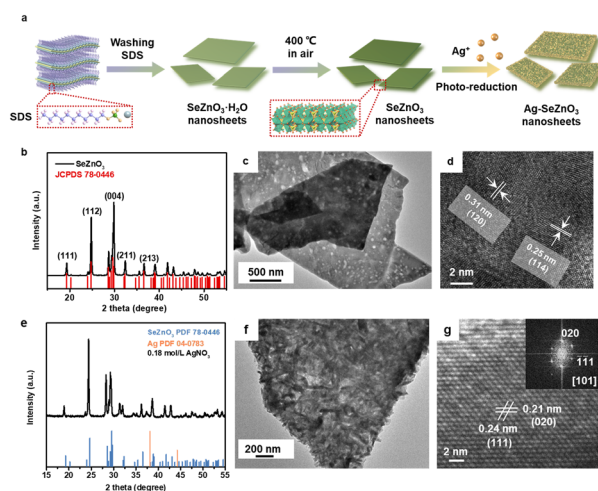 a
Washing
SDS
400 ℃
in air
Ag⁺
Photo-reduction
SDS
SeZnO₃·H₂O
nanosheets
SeZnO₃
nanosheets
Ag-SeZnO₃
nanosheets
b
SeZnO₃
JCPDS 78-0446
(111)
(112)
(004)
(211)
(213)
Intensity (a.u.)
20 30 40 50
2 theta (degree)
c
500 nm
d
0.31 nm
(120)
0.25 nm
(114)
2 nm
e
SeZnO₃ PDF 78-0446
Ag PDF 04-0783
0.18 mol/L AgNO₂
Intensity (a.u.)
15 20 25 30 35 40 45 50 55
2 theta (degree)
f
200 nm
g
020
111
[101]
0.21 nm
(020)
0.24 nm
(111)
2 nm